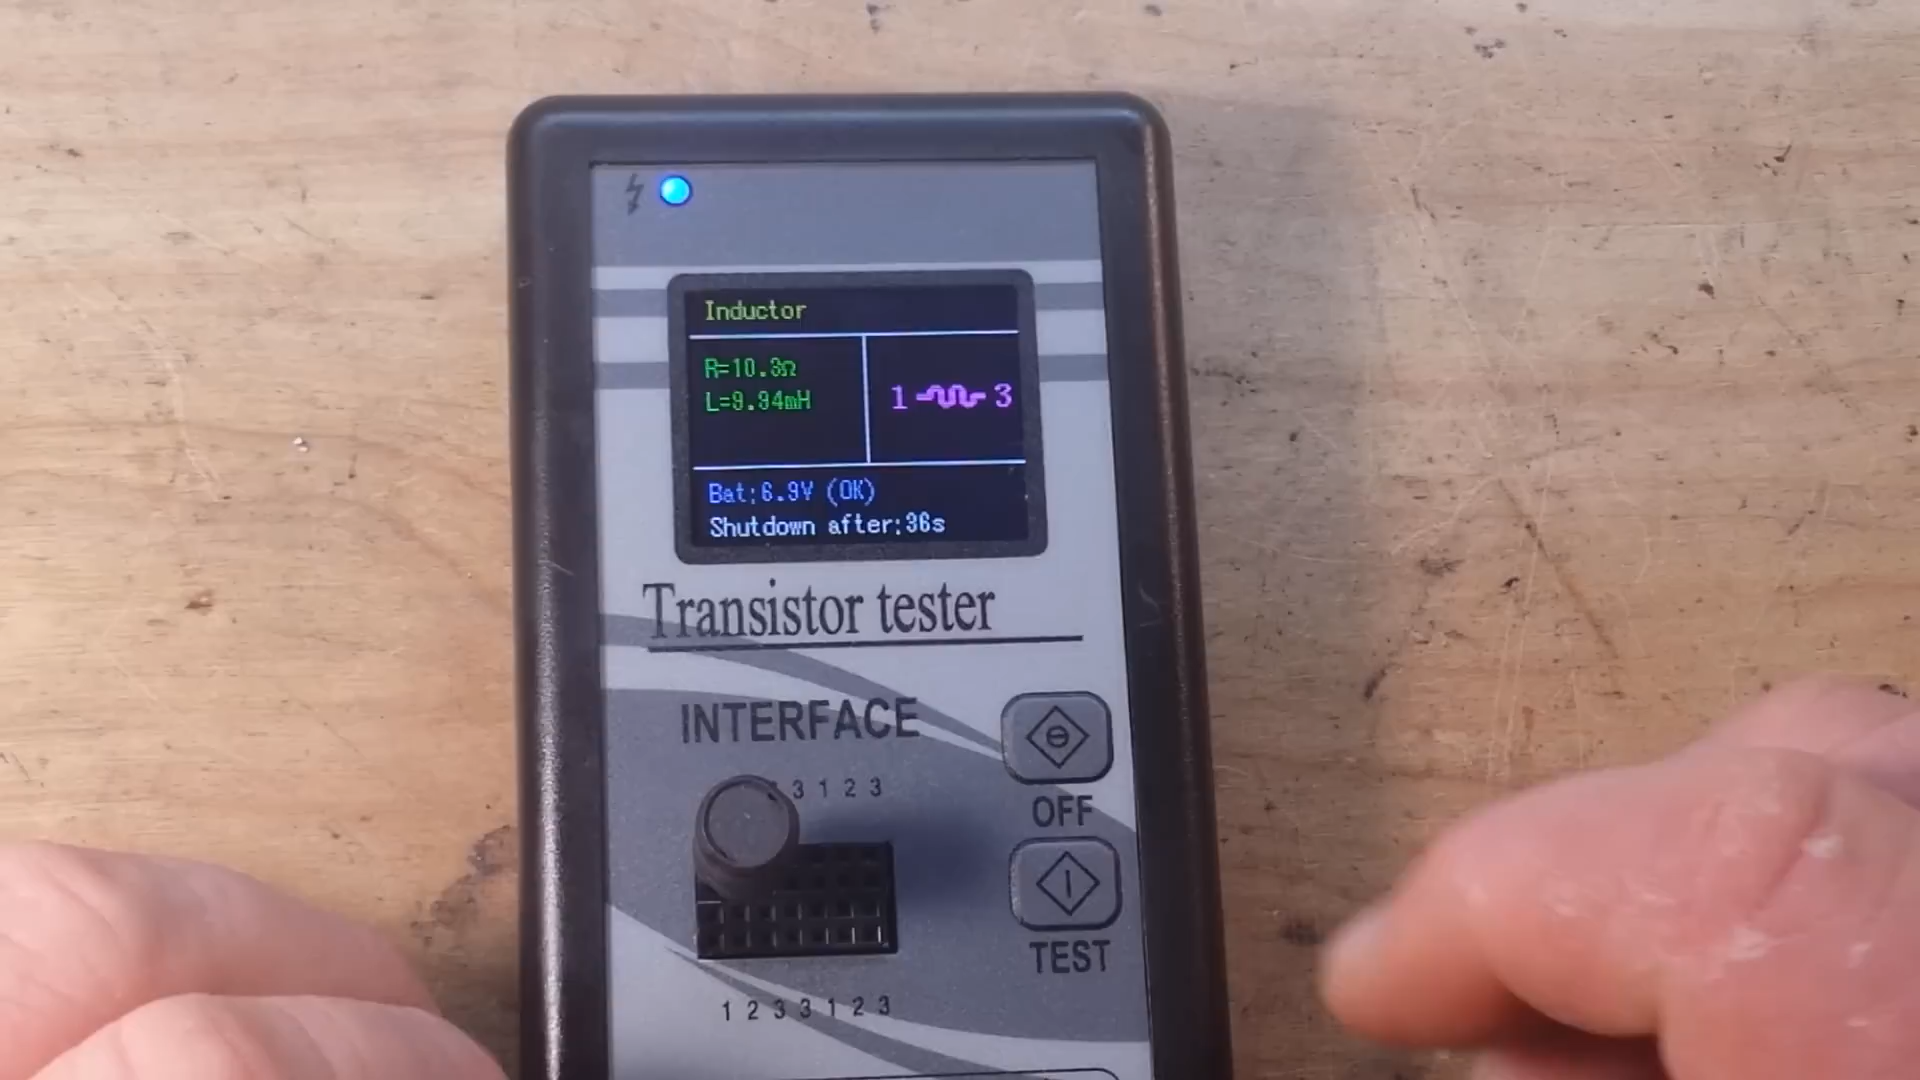 Inductor
R=10.3Ω
L=9.94mH
1 3
Bat:6.9V (OK)
Shutdown after:36s
Transistor tester
INTERFACE
3 1 2 3
OFF
TEST
1 2 3 3 1 2 3